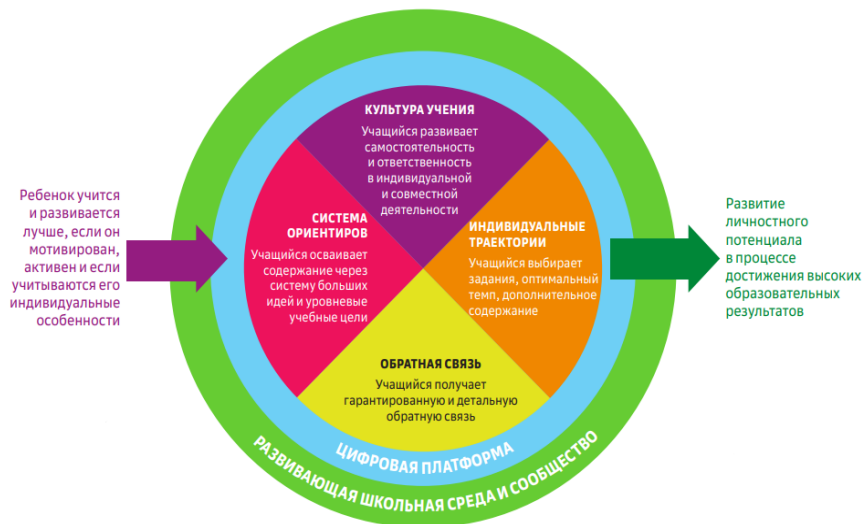 Ребенок учится
и развивается
лучше, если он
мотивирован,
активен и если
учитываются его
индивидуальные
особенности
КУЛЬТУРА УЧЕНИЯ
Учащийся развивает
самостоятельность
и ответственность
в индивидуальной
и совместной
деятельности
СИСТЕМА
ОРИЕНТИРОВ
Учащийся осваивает
содержание через
систему больших
идей и уровневые
учебные цели
ИНДИВИДУАЛЬНЫЕ
ТРАЕКТОРИИ
Учащийся выбирает
задания, оптимальный
темп, дополнительное
содержание
ОБРАТНАЯ СВЯЗЬ
Учащийся получает
гарантированную и детальную
обратную связь
ЦИФРОВАЯ ПЛАТФОРМА
РАЗВИВАЮЩАЯ ШКОЛЬНАЯ СРЕДА И СООБЩЕСТВО
Развитие
личностного
потенциала
в процессе
достижения высоких
образовательных
результатов